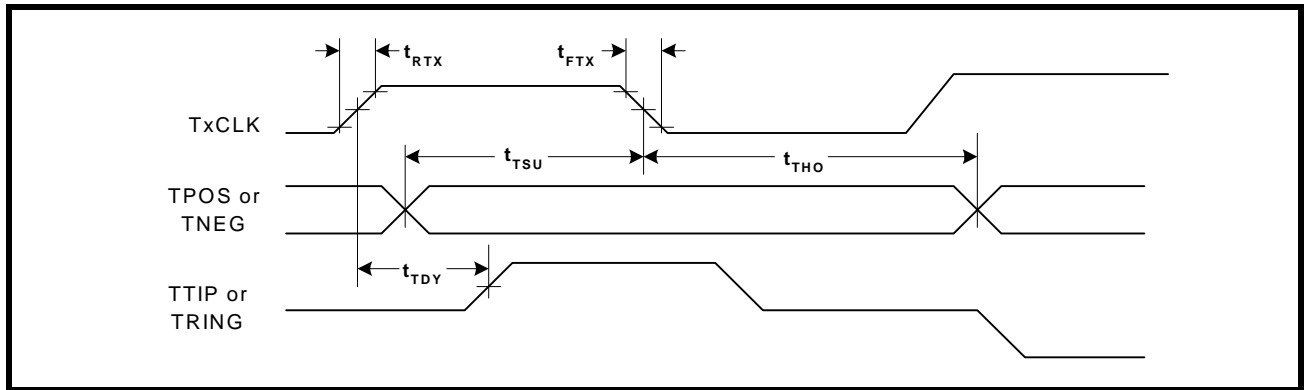 tRTX
tFTX
TxCLK
tTSU
tTHO
TPOS or
TNEG
tTDY
TTIP or
TRING